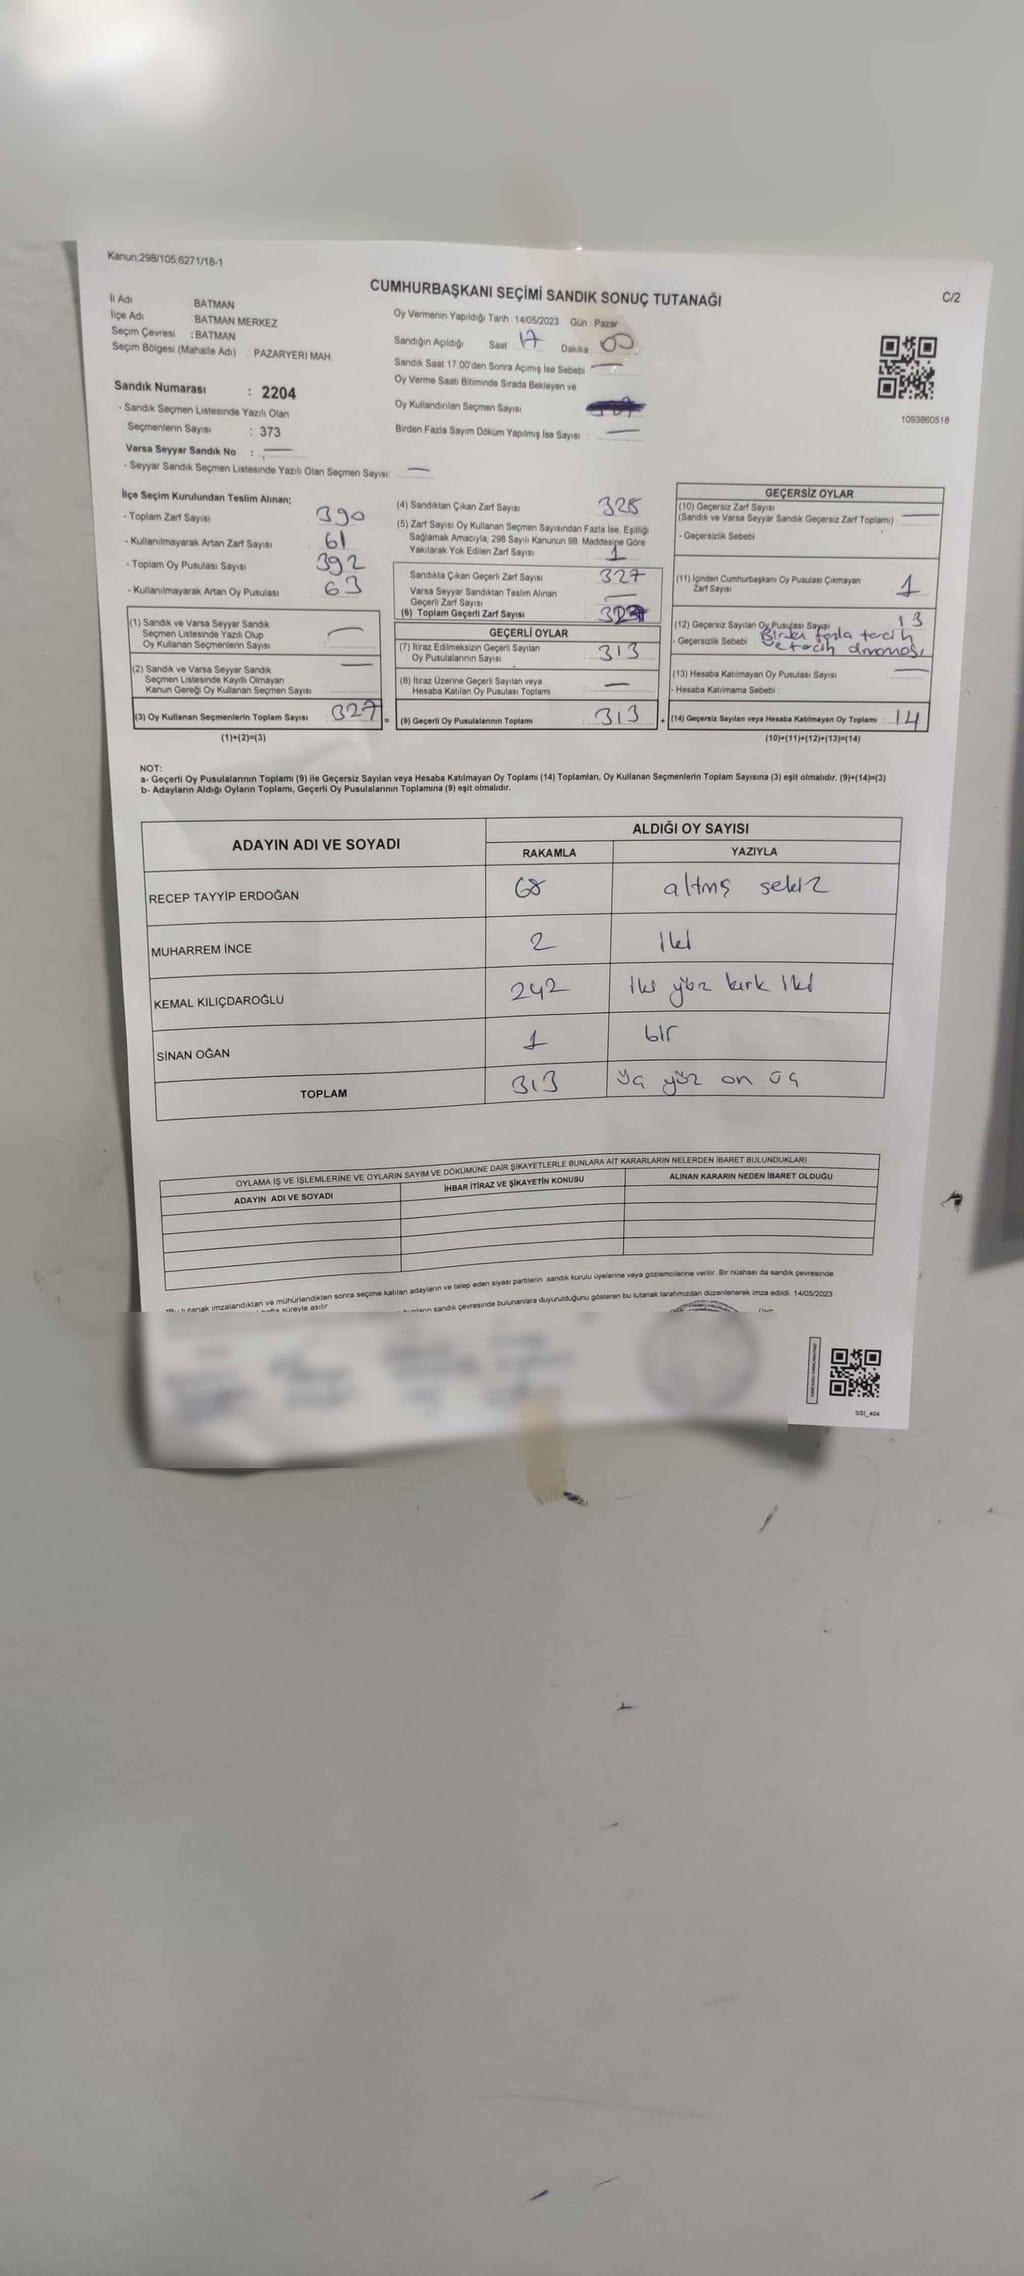 Kanun:298/105,6271/18-1
CUMHURBAŞKANI SEÇİMİ SANDIK SONUÇ TUTANAĞI
C/2
İl Adı : BATMAN
İlçe Adı : BATMAN MERKEZ
Seçim Çevresi : BATMAN
Seçim Bölgesi (Mahalle Adı) : PAZARYERİ MAH.
Oy Vermenin Yapıldığı Tarih 14/05/2023 Gün : Pazar
Sandığın Açıldığı Saat 17 Dakika 00
Sandık Saat 17:00'den Sonra Açımış İse Sebebi —
Oy Verme Saati Bitiminde Sırada Bekleyen ve
Oy Kullandırılan Seçmen Sayısı
Birden Fazla Sayım Döküm Yapılmış İse Sayısı : —
1093860518
Sandık Numarası : 2204
- Sandık Seçmen Listesinde Yazılı Olan
Seçmenlerin Sayısı : 373
Varsa Seyyar Sandık No : —
- Seyyar Sandık Seçmen Listesinde Yazılı Olan Seçmen Sayısı: —
İlçe Seçim Kurulundan Teslim Alınan;
- Toplam Zarf Sayısı : 390
- Kullanılmayarak Artan Zarf Sayısı : 61
- Toplam Oy Pusulası Sayısı : 392
- Kullanılmayarak Artan Oy Pusulası : 63
(1) Sandık ve Varsa Seyyar Sandık
Seçmen Listesinde Yazılı Olup
Oy Kullanan Seçmenlerin Sayısı : —
(2) Sandık ve Varsa Seyyar Sandık
Seçmen Listesinde Kayıtlı Olmayan
Kanun Gereği Oy Kullanan Seçmen Sayısı : —
(3) Oy Kullanan Seçmenlerin Toplam Sayısı : 327 =
(1)+(2)=(3)
(4) Sandıktan Çıkan Zarf Sayısı : 328
(5) Zarf Sayısı Oy Kullanan Seçmen Sayısından Fazla İse, Eşitliği
Sağlamak Amacıyla, 298 Sayılı Kanunun 98. Maddesine Göre
Yakılarak Yok Edilen Zarf Sayısı : 1
Sandıkta Çıkan Geçerli Zarf Sayısı : 327
Varsa Seyyar Sandıktan Teslim Alınan
Geçerli Zarf Sayısı : —
(6) Toplam Geçerli Zarf Sayısı : 327
GEÇERLİ OYLAR
(7) İtiraz Edilmeksizin Geçerli Sayılan
Oy Pusulalarının Sayısı : 313
(8) İtiraz Üzerine Geçerli Sayılan veya
Hesaba Katılan Oy Pusulası Toplamı : —
(9) Geçerli Oy Pusulalarının Toplamı : 313 +
GEÇERSİZ OYLAR
(10) Geçersiz Zarf Sayısı
(Sandık ve Varsa Seyyar Sandık Geçersiz Zarf Toplamı) : —
- Geçersizlik Sebebi :
(11) İçinden Cumhurbaşkanı Oy Pusulası Çıkmayan
Zarf Sayısı : 1
(12) Geçersiz Sayılan Oy Pusulası Sayısı : 13
- Geçersizlik Sebebi : fazla tercih
(13) Hesaba Katılmayan Oy Pusulası Sayısı : —
- Hesaba Katılmama Sebebi :
(14) Geçersiz Sayılan veya Hesaba Katılmayan Oy Toplamı : 14
(10)+(11)+(12)+(13)=(14)
NOT:
a- Geçerli Oy Pusulalarının Toplamı (9) ile Geçersiz Sayılan veya Hesaba Katılmayan Oy Toplamı (14) Toplamları, Oy Kullanan Seçmenlerin Toplam Sayısına (3) eşit olmalıdır. (9)+(14)=(3)
b- Adayların Aldığı Oyların Toplamı, Geçerli Oy Pusulalarının Toplamına (9) eşit olmalıdır.
ADAYIN ADI VE SOYADI
ALDIĞI OY SAYISI
RAKAMLA YAZIYLA
RECEP TAYYİP ERDOĞAN 68 altmış sekiz
MUHARREM İNCE 2 iki
KEMAL KILIÇDAROĞLU 242 iki yüz kırk iki
SİNAN OĞAN 1 bir
TOPLAM 313 üç yüz on üç
OYLAMA İŞ VE İŞLEMLERİNE VE OYLARIN SAYIM VE DÖKÜMÜNE DAİR ŞİKAYETLERLE BUNLARA AİT KARARLARIN NELERDEN İBARET BULUNDUKLARI
ADAYIN ADI VE SOYADI
İHBAR İTİRAZ VE ŞİKAYETİN KONUSU
ALINAN KARARIN NEDEN İBARET OLDUĞU
tutanak imzalandıktan ve mühürlendikten sonra seçime katılan adayların ve talep eden siyasi partilerin sandık kurulu üyelerine veya gözlemcilerine verilir. Bir nüshası da sandık çevresinde
süreyle asılır.
sandık çevresinde bulunanlara duyurulduğunu gösteren bu tutanak tarafımızdan düzenlenerek imza edildi. 14/05/2023
SSI_404